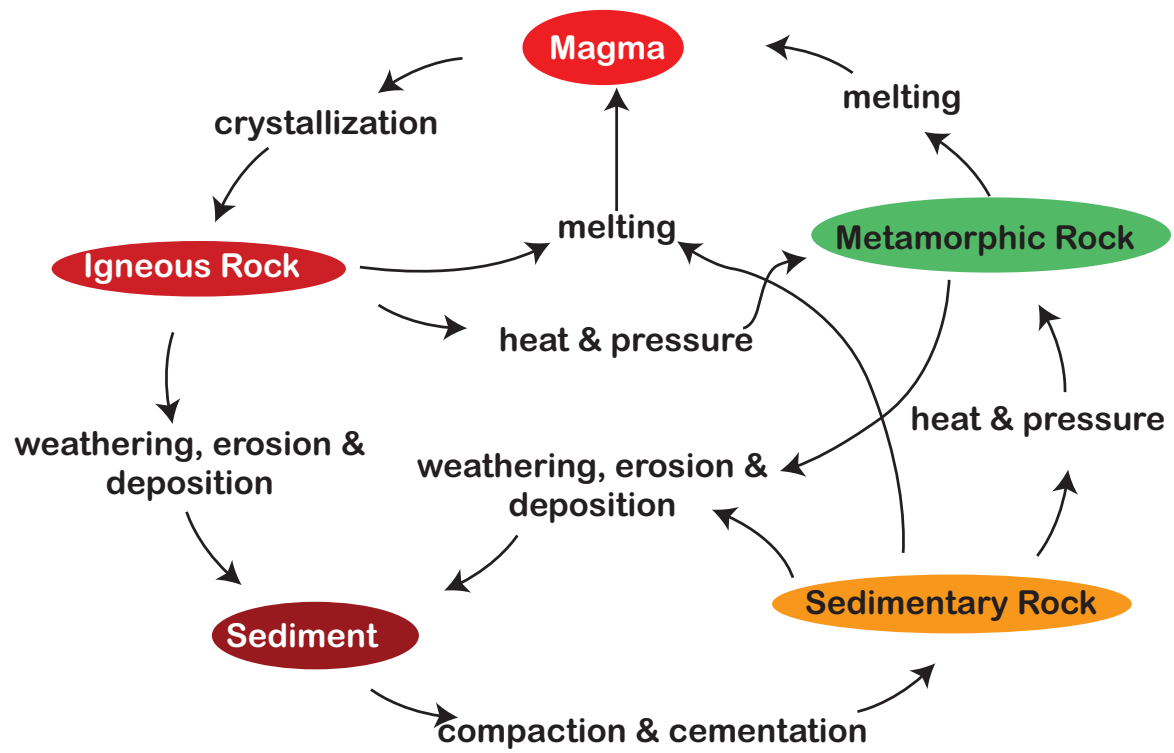 Magma
melting
crystallization
melting
Metamorphic Rock
Igneous Rock
heat & pressure
heat & pressure
weathering, erosion &
deposition
weathering, erosion &
deposition
Sedimentary Rock
Sediment
compaction & cementation